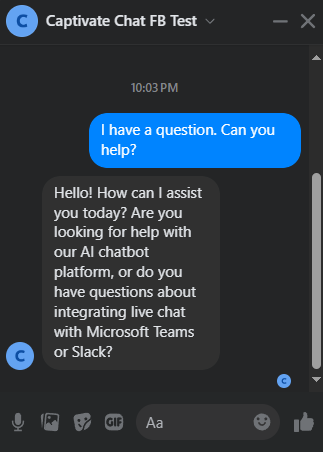 C Captivate Chat FB Test
10:03 PM
I have a question. Can you
help?
Hello! How can I assist
you today? Are you
looking for help with
our AI chatbot
platform, or do you
have questions about
integrating live chat
with Microsoft Teams
or Slack?
C
C
GIF Aa